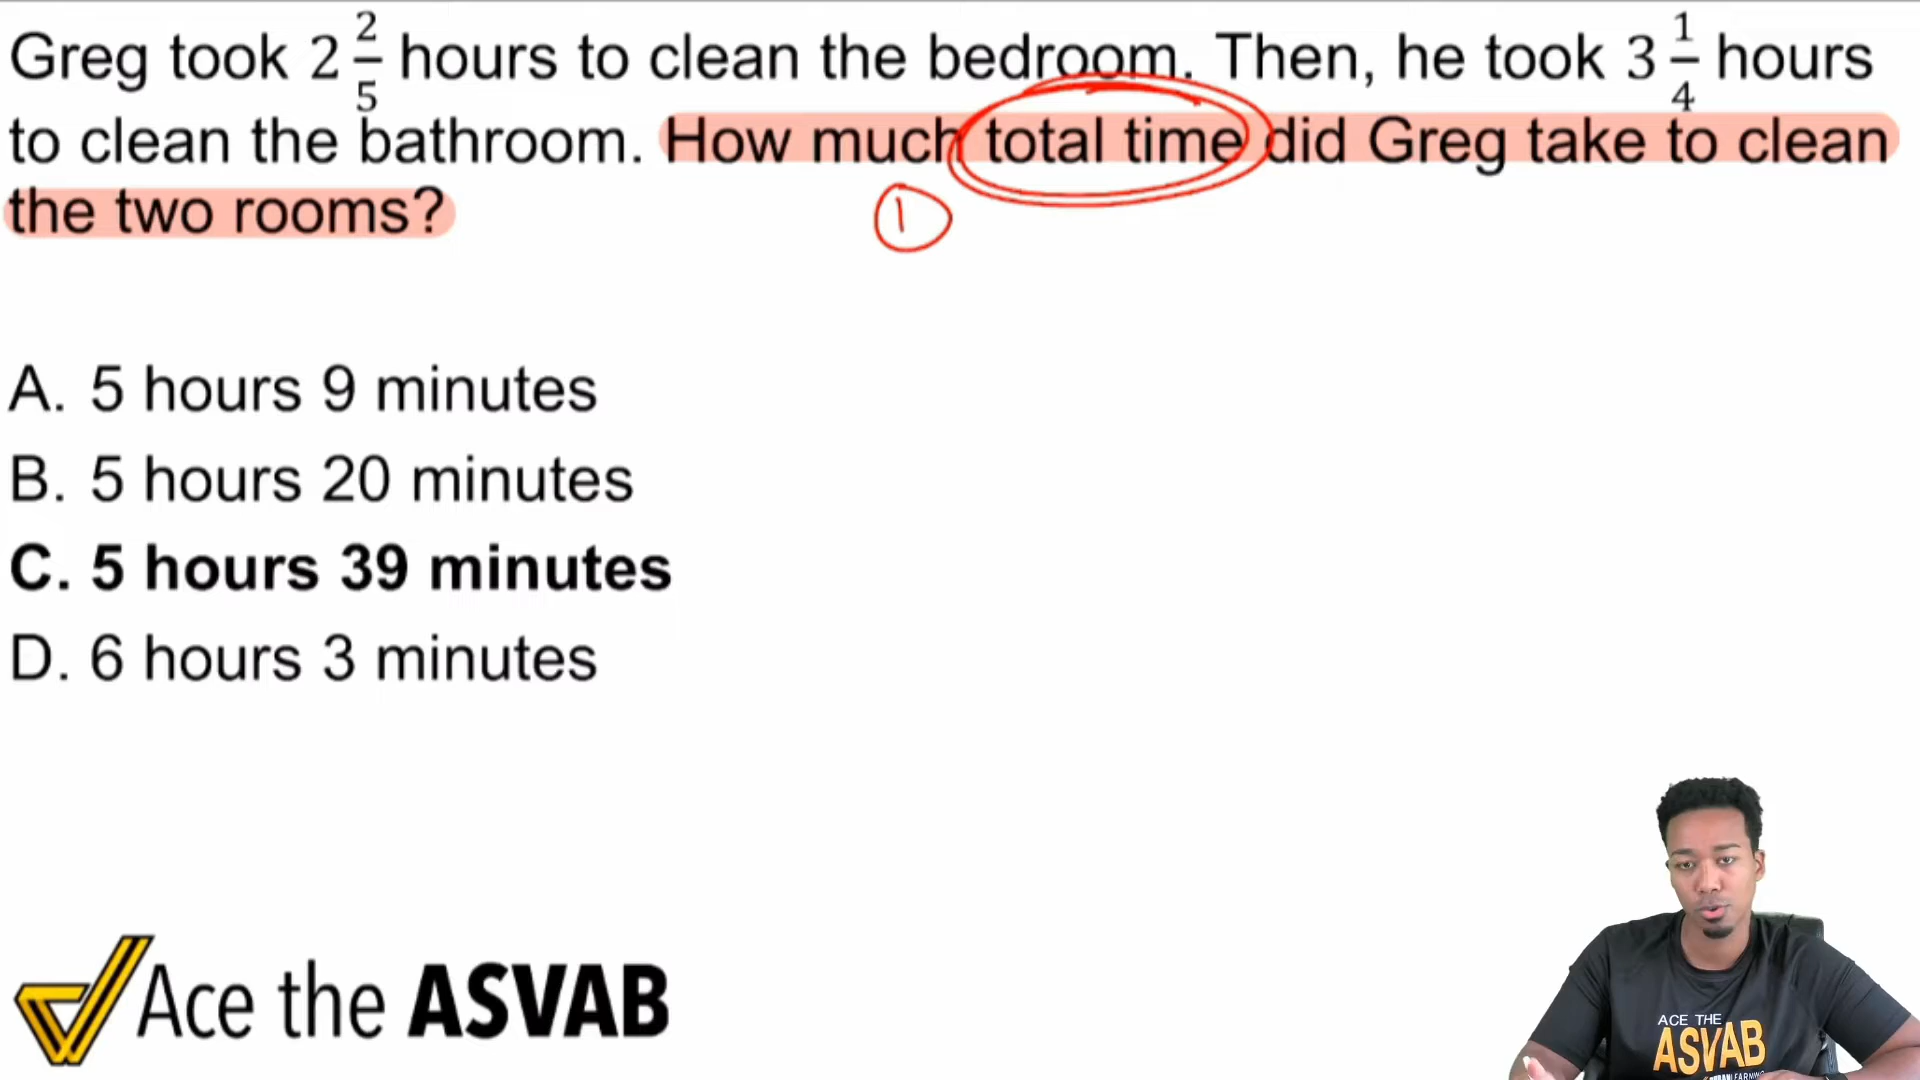 Greg took 2 2/5 hours to clean the bedroom. Then, he took 3 1/4 hours
to clean the bathroom. How much total time did Greg take to clean
the two rooms?
1
A. 5 hours 9 minutes
B. 5 hours 20 minutes
C. 5 hours 39 minutes
D. 6 hours 3 minutes
Ace the ASVAB
ACE THE
ASVAB